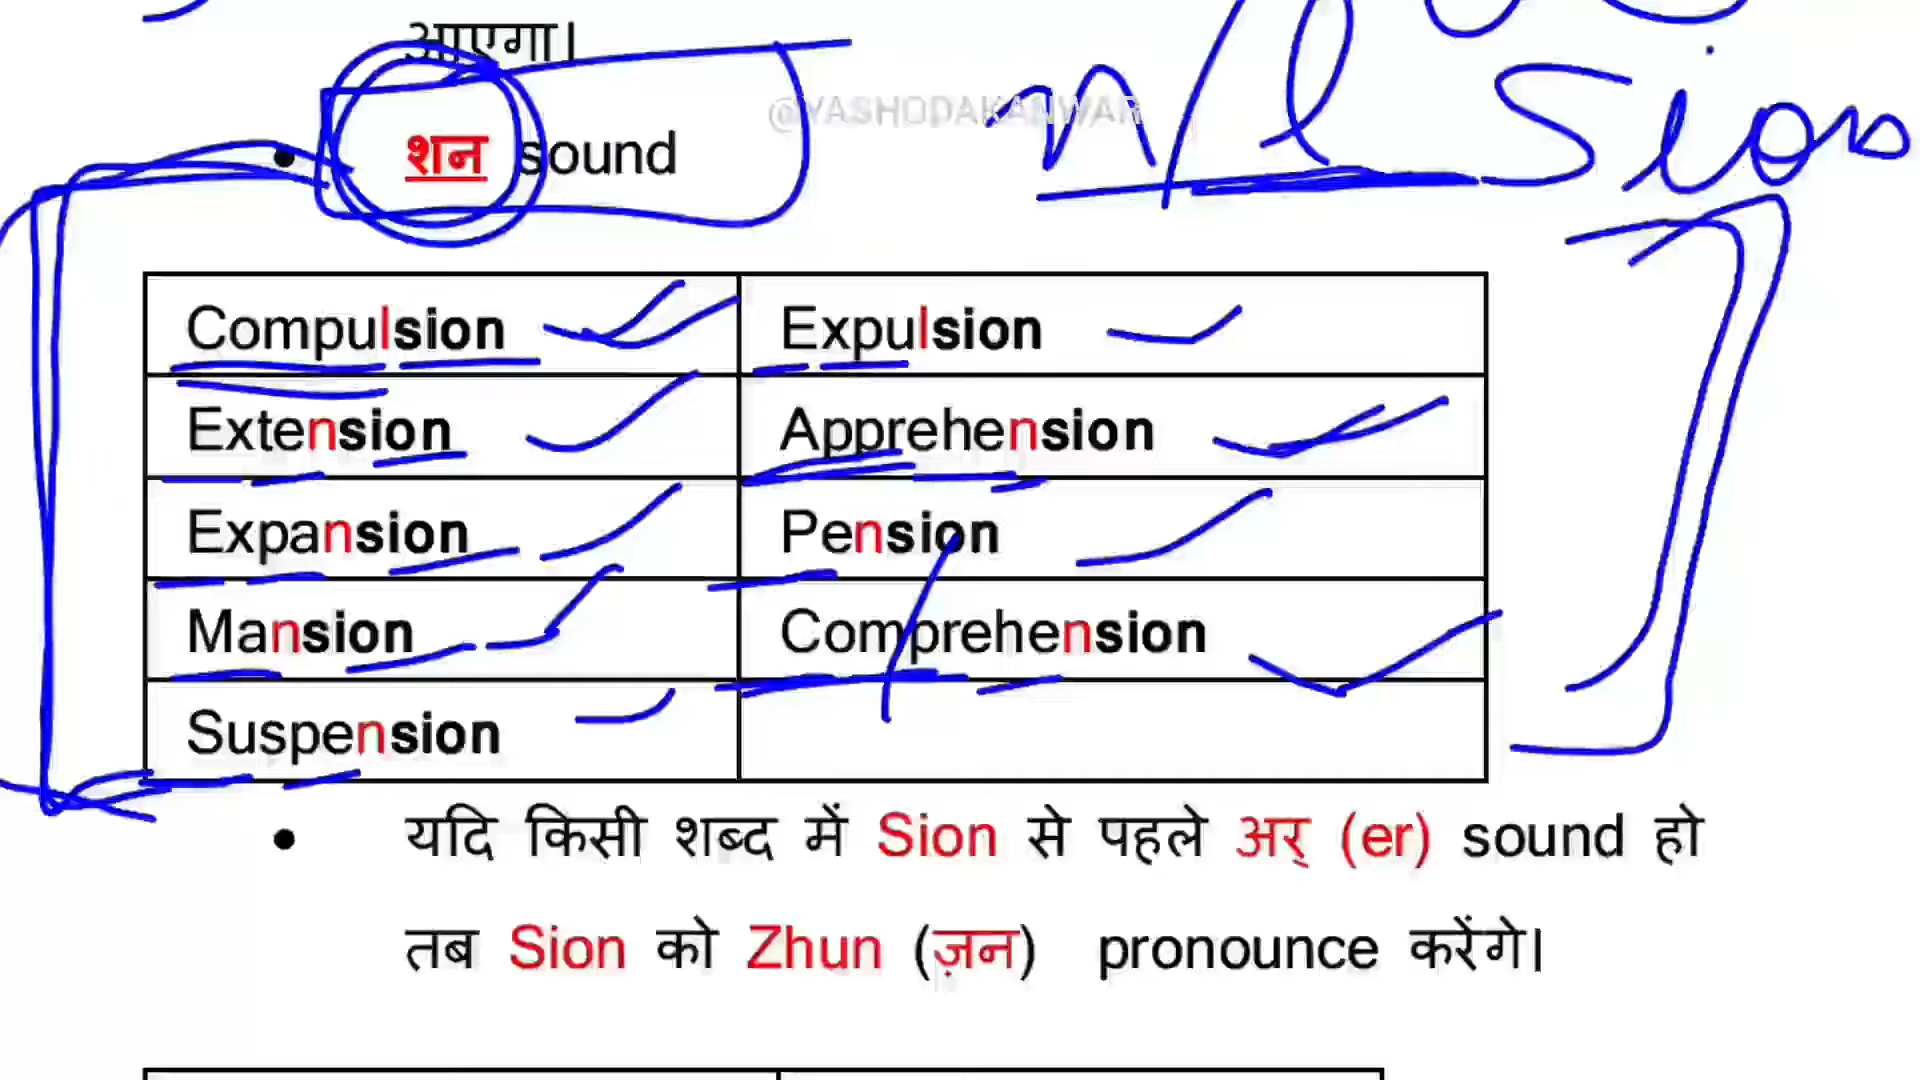 आएगा।
@YASHODAKANWAR
n/l Sion
• शन sound
Compulsion Expulsion
Extension Apprehension
Expansion Pension
Mansion Comprehension
Suspension
• यदि किसी शब्द में Sion से पहले अर् (er) sound हो
तब Sion को Zhun (ज़न) pronounce करेंगे।